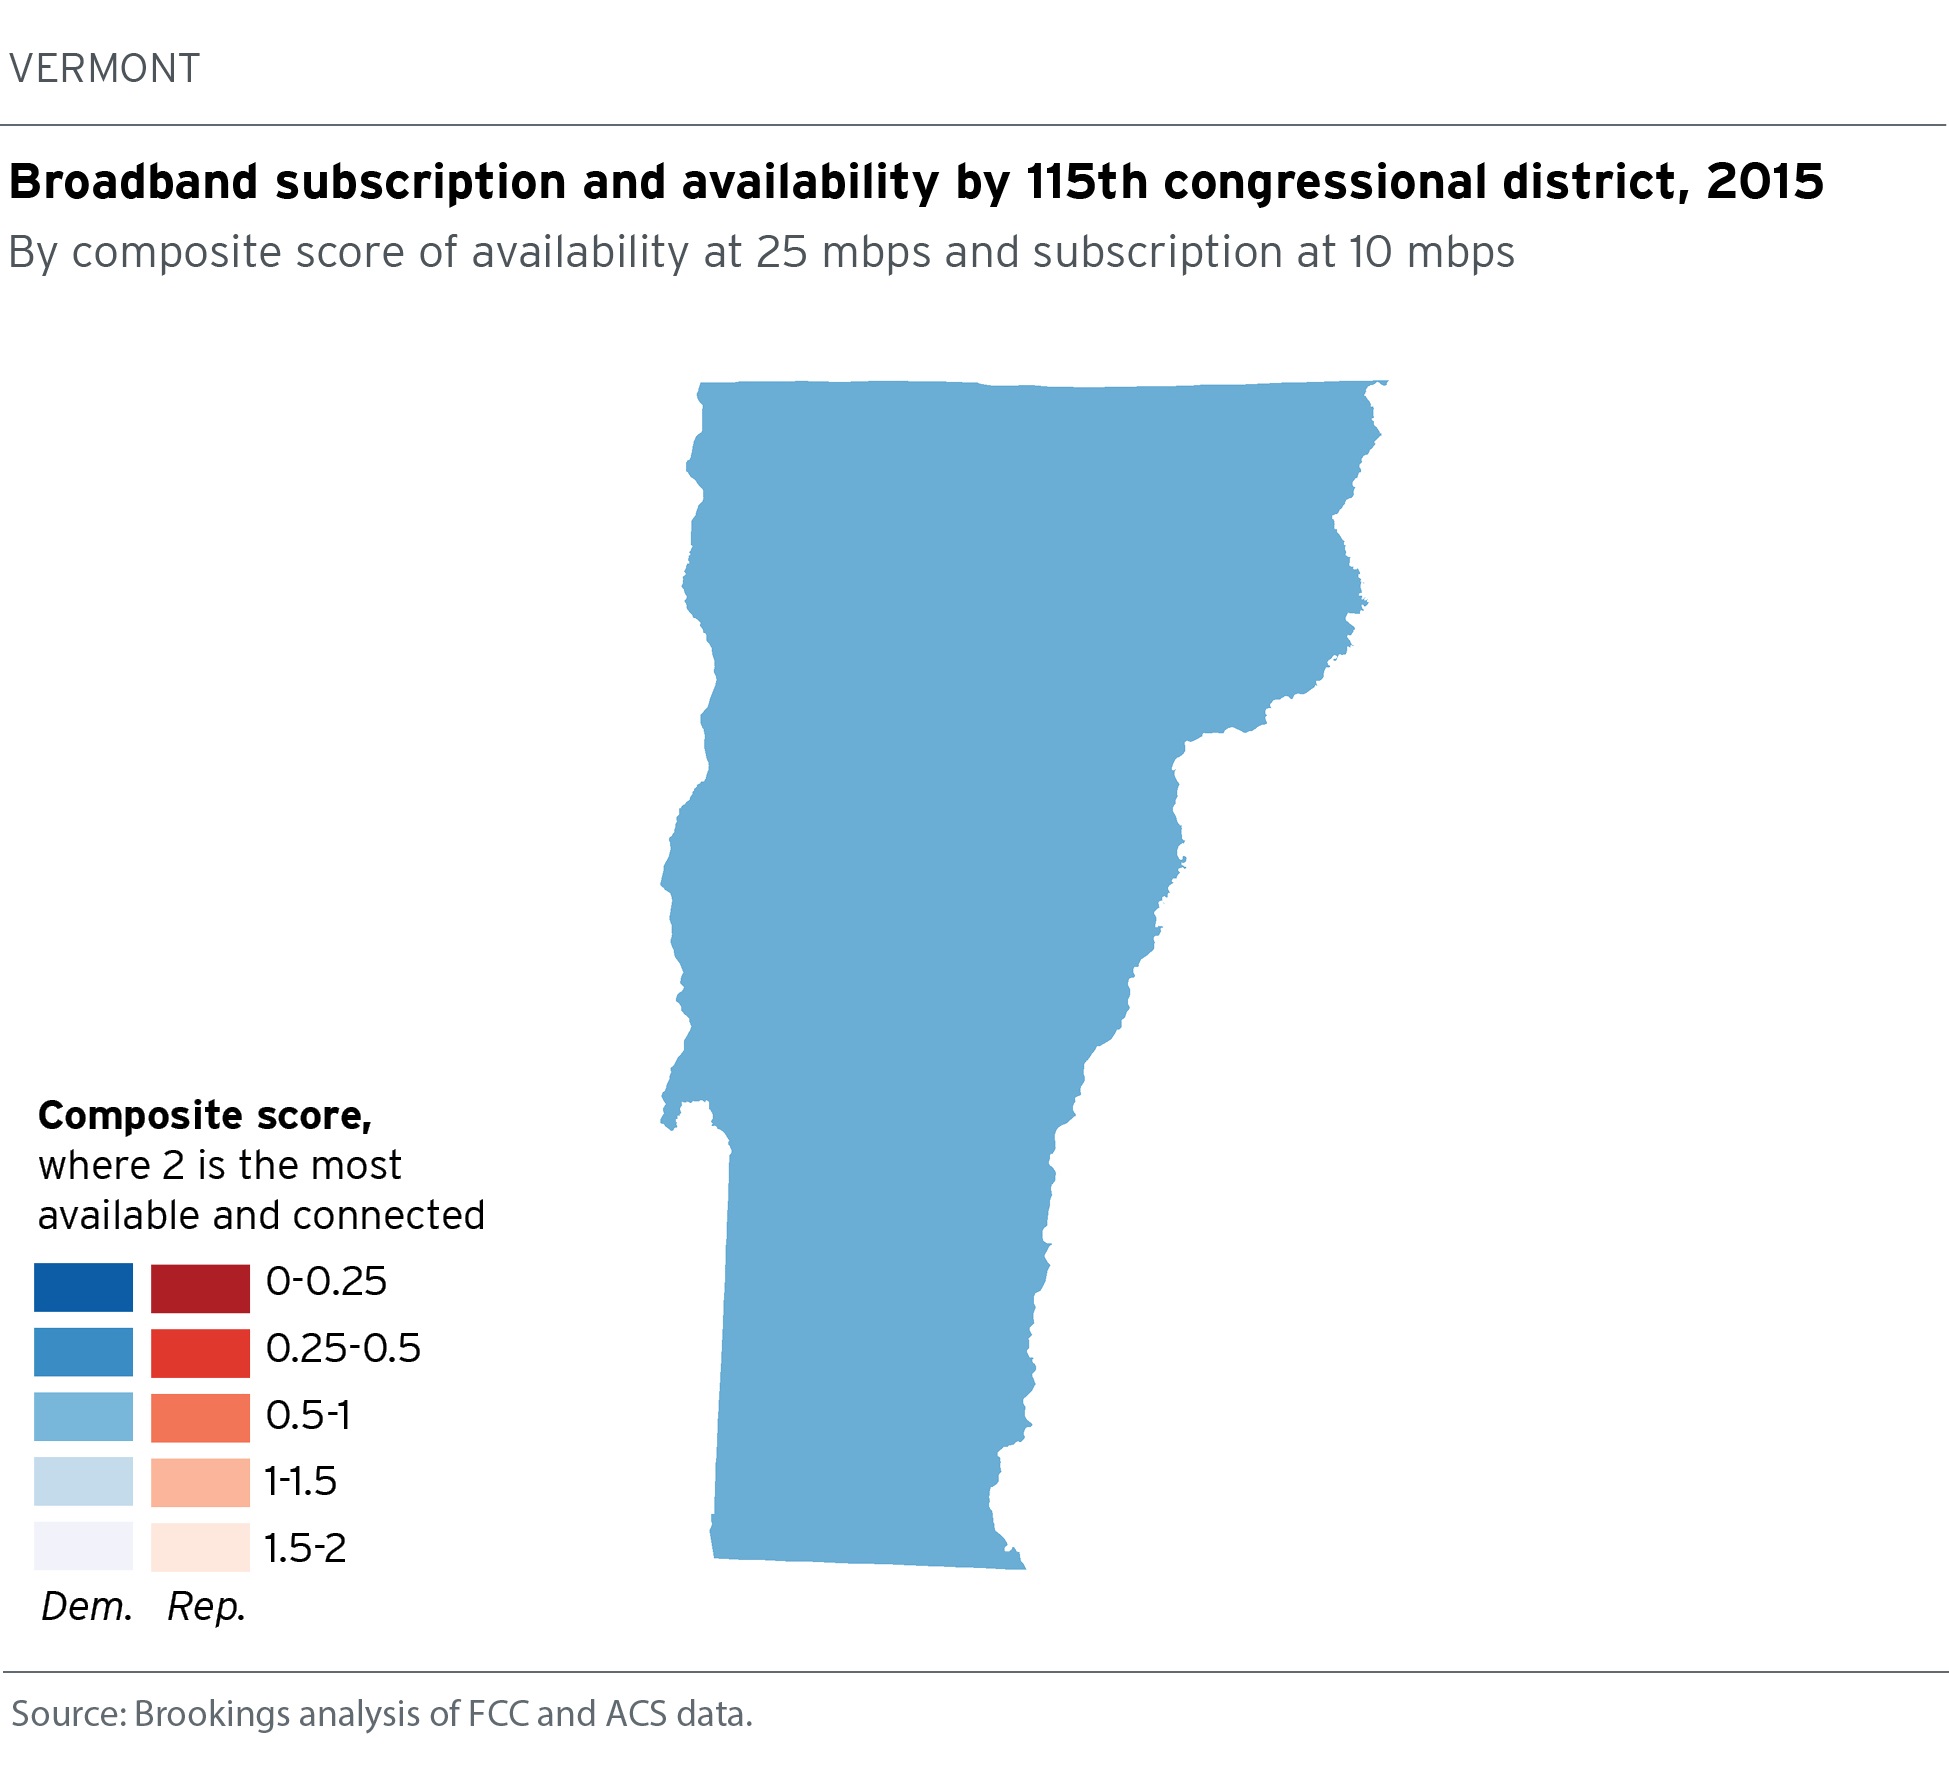 VERMONT
Broadband subscription and availability by 115th congressional district, 2015
By composite score of availability at 25 mbps and subscription at 10 mbps
Composite score,
where 2 is the most
available and connected
0-0.25
0.25-0.5
0.5-1
1-1.5
1.5-2
Dem. Rep.
Source: Brookings analysis of FCC and ACS data.